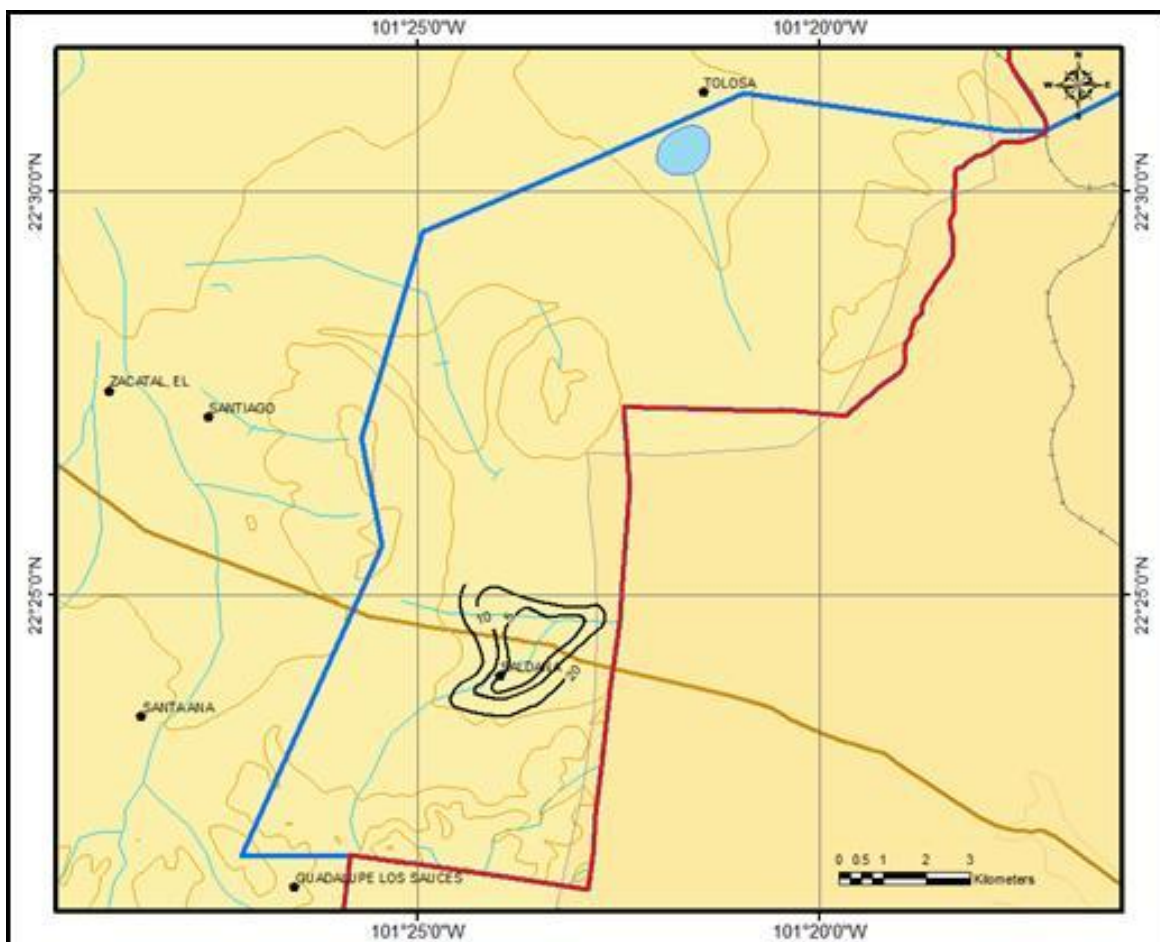 101°25'0"W
101°20'0"W
N
W
E
S
TOLOSA
22°30'0"N
22°30'0"N
ZACATAL, EL
SANTIAGO
22°25'0"N
22°25'0"N
10
5
SALDAÑA
20
SANTA ANA
0 0.5 1 2 3
Kilometers
GUADALUPE LOS SAUCES
101°25'0"W
101°20'0"W